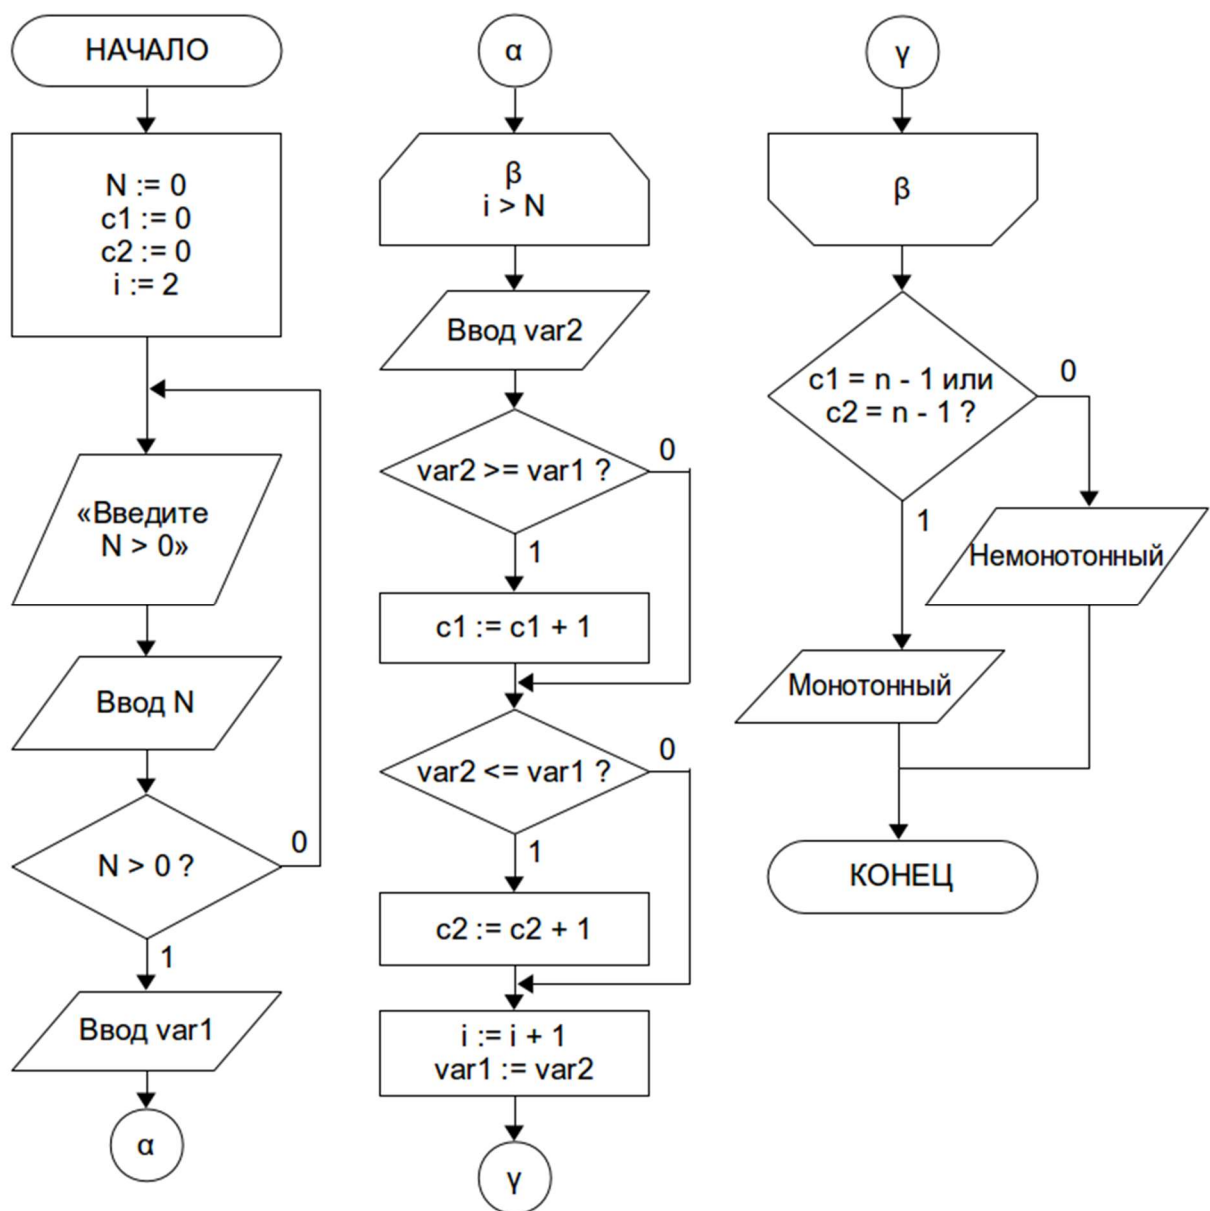 НАЧАЛО
N := 0
c1 := 0
c2 := 0
i := 2
«Введите
N > 0»
Ввод N
N > 0 ?
0
1
Ввод var1
α
α
β
i > N
Ввод var2
var2 >= var1 ?
0
1
c1 := c1 + 1
var2 <= var1 ?
0
1
c2 := c2 + 1
i := i + 1
var1 := var2
γ
γ
β
c1 = n - 1 или
c2 = n - 1 ?
0
1
Немонотонный
Монотонный
КОНЕЦ